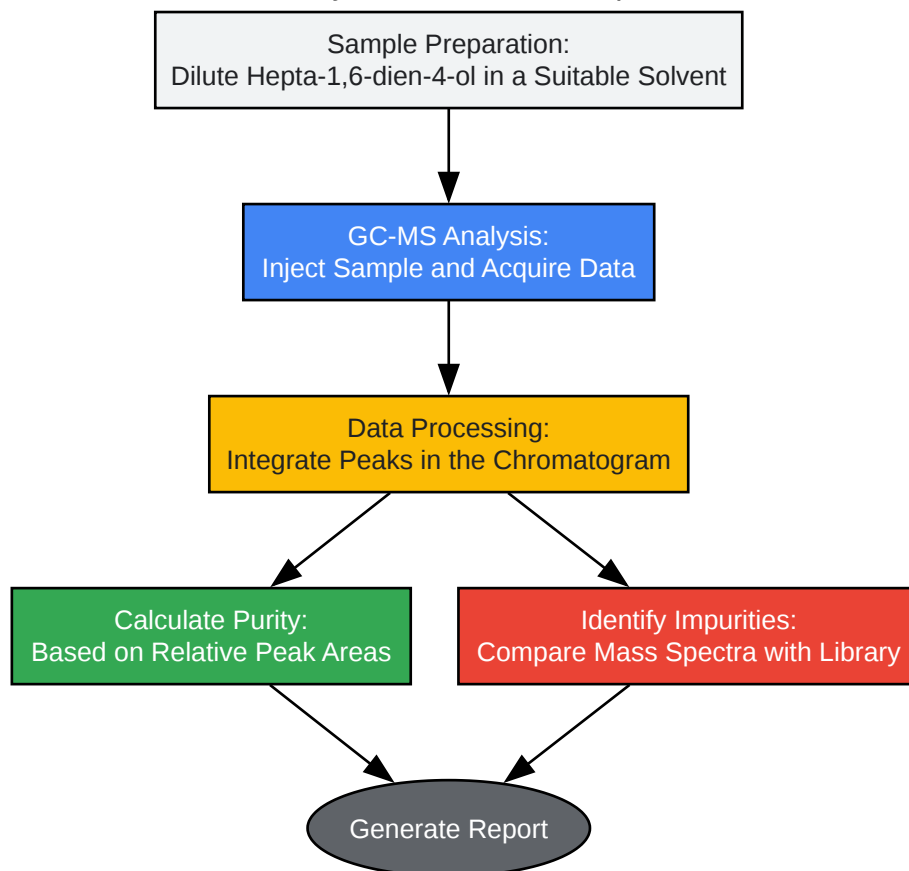 Sample Preparation:
Dilute Hepta-1,6-dien-4-ol in a Suitable Solvent
GC-MS Analysis:
Inject Sample and Acquire Data
Data Processing:
Integrate Peaks in the Chromatogram
Calculate Purity:
Based on Relative Peak Areas
Identify Impurities:
Compare Mass Spectra with Library
Generate Report